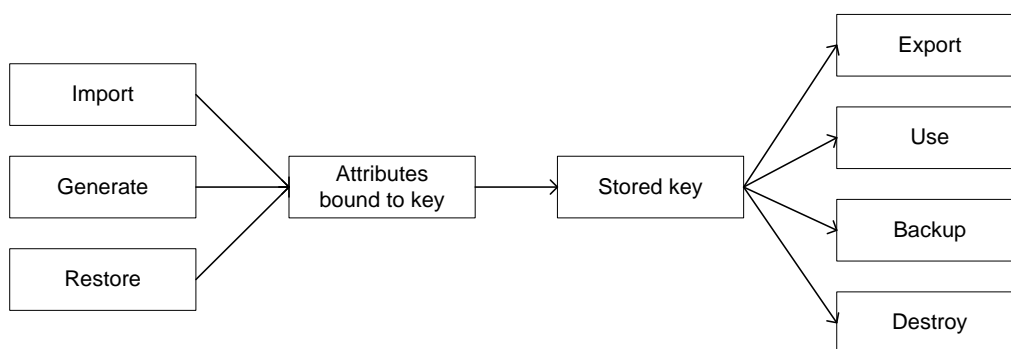 Import
Generate
Restore
Attributes
bound to key
Stored key
Export
Use
Backup
Destroy